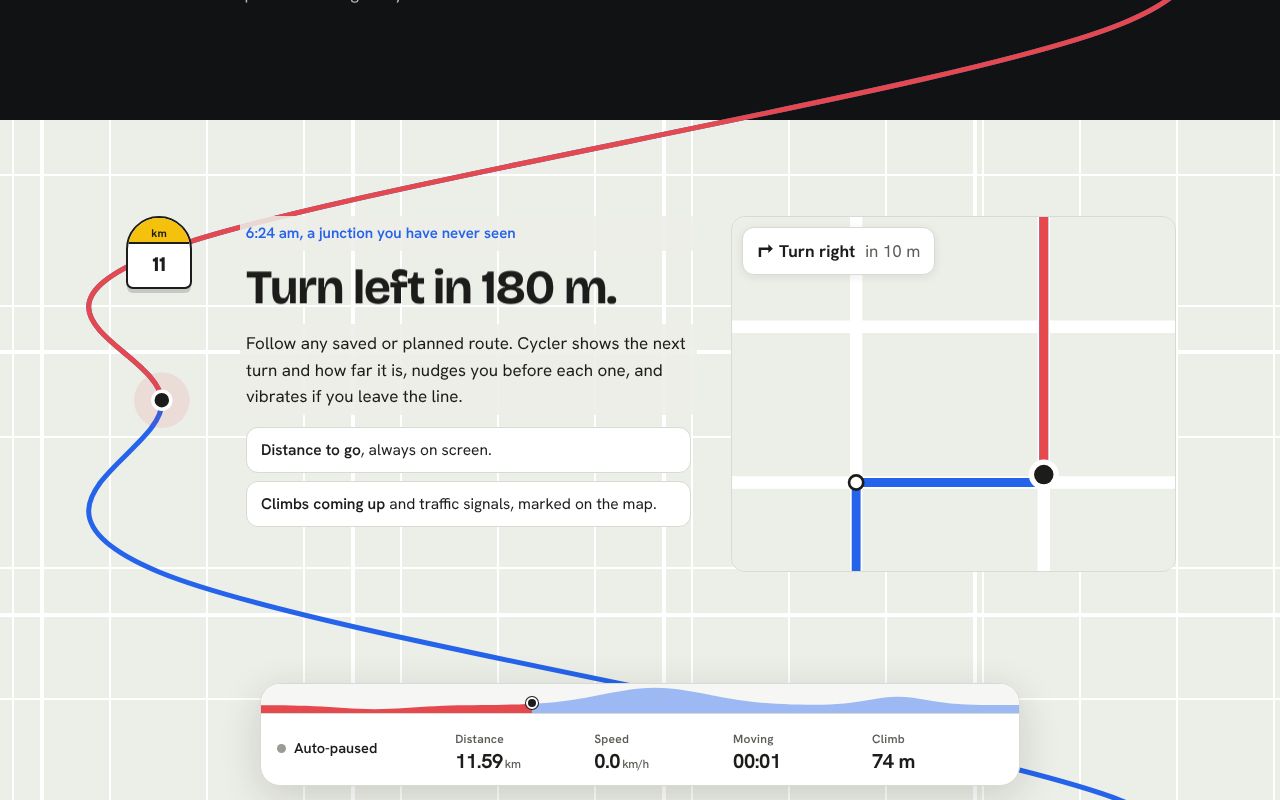 km
11
6:24 am, a junction you have never seen
Turn left in 180 m.
Follow any saved or planned route. Cycler shows the next
turn and how far it is, nudges you before each one, and
vibrates if you leave the line.
Distance to go, always on screen.
Climbs coming up and traffic signals, marked on the map.
Turn right in 10 m
Auto-paused
Distance
11.59 km
Speed
0.0 km/h
Moving
00:01
Climb
74 m